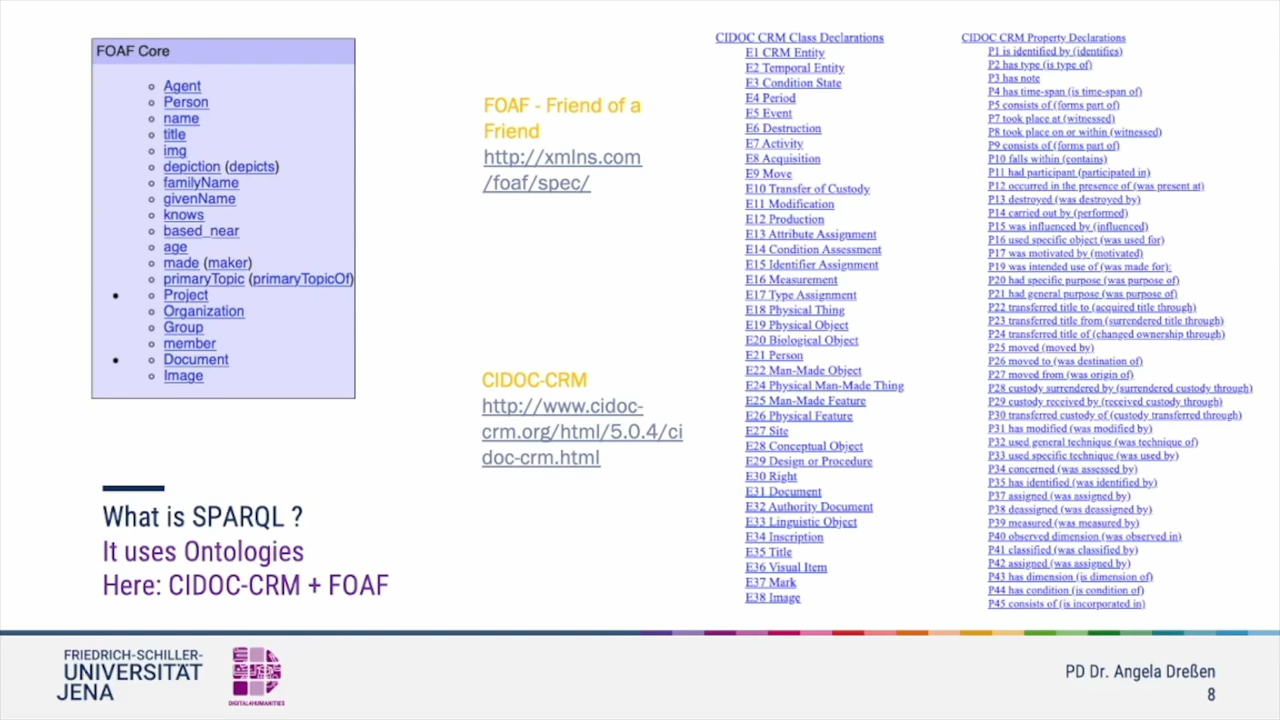 FOAF Core
Agent
Person
name
title
img
depiction (depicts)
familyName
givenName
knows
based_near
age
made (maker)
primaryTopic (primaryTopicOf)
Project
Organization
Group
member
Document
Image
FOAF - Friend of a
Friend
http://xmlns.com
/foaf/spec/
CIDOC-CRM
http://www.cidoc-
crm.org/html/5.0.4/ci
doc-crm.html
CIDOC CRM Class Declarations
E1 CRM Entity
E2 Temporal Entity
E3 Condition State
E4 Period
E5 Event
E6 Destruction
E7 Activity
E8 Acquisition
E9 Move
E10 Transfer of Custody
E11 Modification
E12 Production
E13 Attribute Assignment
E14 Condition Assessment
E15 Identifier Assignment
E16 Measurement
E17 Type Assignment
E18 Physical Thing
E19 Physical Object
E20 Biological Object
E21 Person
E22 Man-Made Object
E24 Physical Man-Made Thing
E25 Man-Made Feature
E26 Physical Feature
E27 Site
E28 Conceptual Object
E29 Design or Procedure
E30 Right
E31 Document
E32 Authority Document
E33 Linguistic Object
E34 Inscription
E35 Title
E36 Visual Item
E37 Mark
E38 Image
CIDOC CRM Property Declarations
P1 is identified by (identifies)
P2 has type (is type of)
P3 has note
P4 has time-span (is time-span of)
P5 consists of (forms part of)
P7 took place at (witnessed)
P8 took place on or within (witnessed)
P9 consists of (forms part of)
P10 falls within (contains)
P11 had participant (participated in)
P12 occurred in the presence of (was present at)
P13 destroyed (was destroyed by)
P14 carried out by (performed)
P15 was influenced by (influenced)
P16 used specific object (was used for)
P17 was motivated by (motivated)
P19 was intended use of (was made for):
P20 had specific purpose (was purpose of)
P21 had general purpose (was purpose of)
P22 transferred title to (acquired title through)
P23 transferred title from (surrendered title through)
P24 transferred title of (changed ownership through)
P25 moved (moved by)
P26 moved to (was destination of)
P27 moved from (was origin of)
P28 custody surrendered by (surrendered custody through)
P29 custody received by (received custody through)
P30 transferred custody of (custody transferred through)
P31 has modified (was modified by)
P32 used general technique (was technique of)
P33 used specific technique (was used by)
P34 concerned (was assessed by)
P35 has identified (was identified by)
P37 assigned (was assigned by)
P38 deassigned (was deassigned by)
P39 measured (was measured by)
P40 observed dimension (was observed in)
P41 classified (was classified by)
P42 assigned (was assigned by)
P43 has dimension (is dimension of)
P44 has condition (is condition of)
P45 consists of (is incorporated in)
What is SPARQL ?
It uses Ontologies
Here: CIDOC-CRM + FOAF
FRIEDRICH-SCHILLER-
UNIVERSITÄT
JENA
DIGITAL4HUMANITIES
PD Dr. Angela Dreßen
8